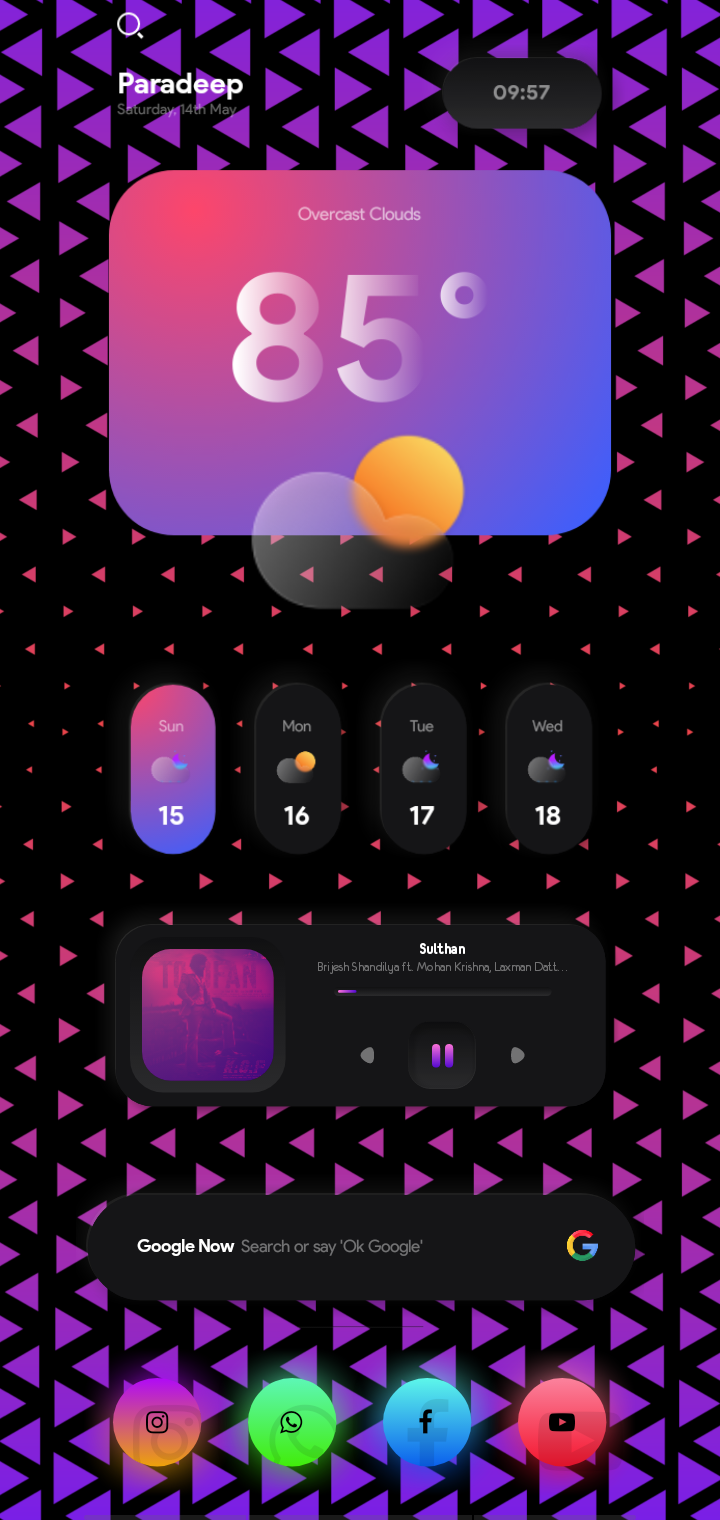 Paradeep
Saturday, 14th May
09:57
Overcast Clouds
85°
Sun
15
Mon
16
Tue
17
Wed
18
Sulthan
Brijesh Shandilya ft. Mohan Krishna, Laxman Datt...
K.G.F
Google Now Search or say 'Ok Google'